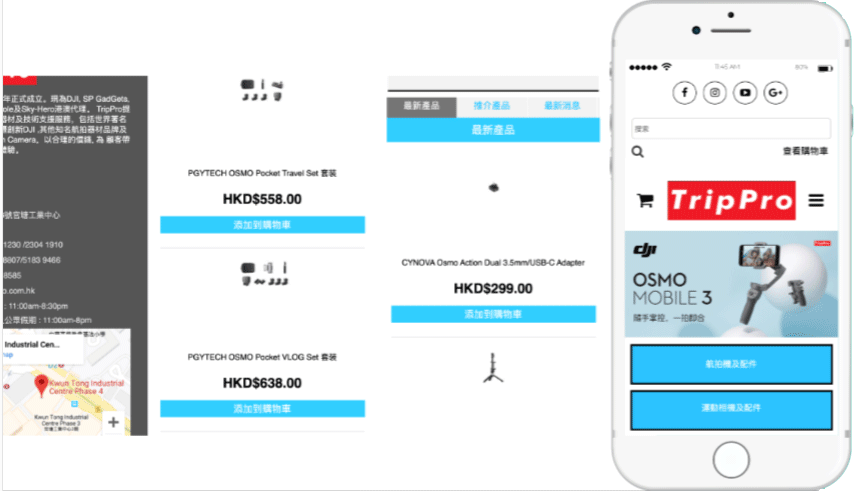 年正式成立。現為DJI, SP GadGets,
ple及Sky-Hero港澳代理。 TripPro提
器材及技術支援服務，包括世界著名
創新DJI ,其他知名航拍器材品牌及
n Camera。以合理的價錢, 為 顧客帶
體驗。
號官塘工業中心
1230 /2304 1910
8807/5183 9466
8585
o.com.hk
: 11:00am-8:30pm
公眾假期 : 11:00am-8pm
Industrial Cen...
map
Kwun Tong Industrial
Centre Phase 4
Kwun Tong Industrial
Centre Phase 3
PGYTECH OSMO Pocket Travel Set 套裝
HKD$558.00
添加到購物車
PGYTECH OSMO Pocket VLOG Set 套裝
HKD$638.00
添加到購物車
最新產品 推介產品 最新消息
最新產品
CYNOVA Osmo Action Dual 3.5mm/USB-C Adapter
HKD$299.00
添加到購物車
7:45 AM 80%
f G+
搜索
查看購物車
TripPro
dji TripPro
OSMO
MOBILE 3
隨手掌控，一拍即合
航拍機及配件
運動相機及配件